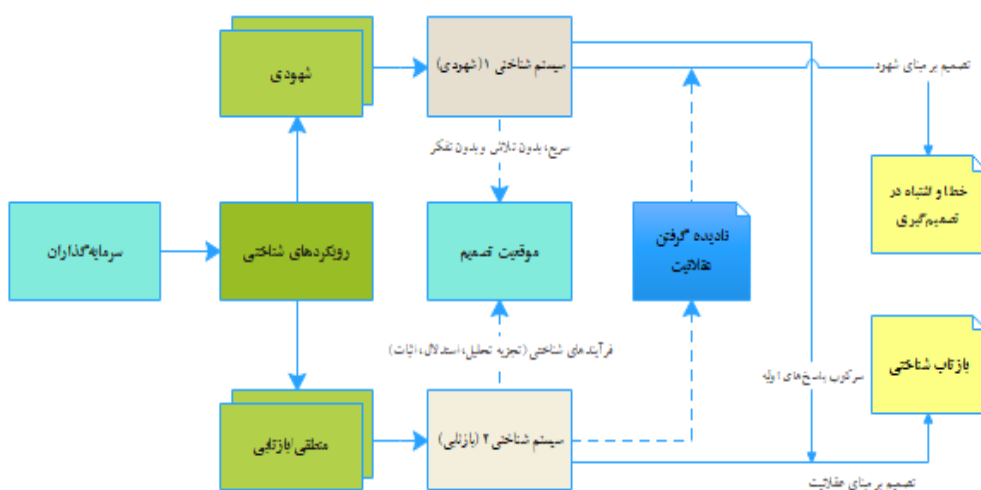 شهودی
سیستم شناختی ۱ (شهودی)
تصمیم بر مبنای شهود
سریع، بدون تلاش و بدون تفکر
خطا و اشتباه در
تصمیم‌گیری
سرمایه‌گذاران
رویکردهای شناختی
موقعیت تصمیم
نادیده گرفتن
عقلانیت
فرآیندهای شناختی (تجزیه تحلیل، استدلال، اثبات)
سرکوب پاسخ‌های اولیه
بازتاب شناختی
منطقی/بازتابی
سیستم شناختی ۲ (بازتابی)
تصمیم بر مبنای عقلانیت